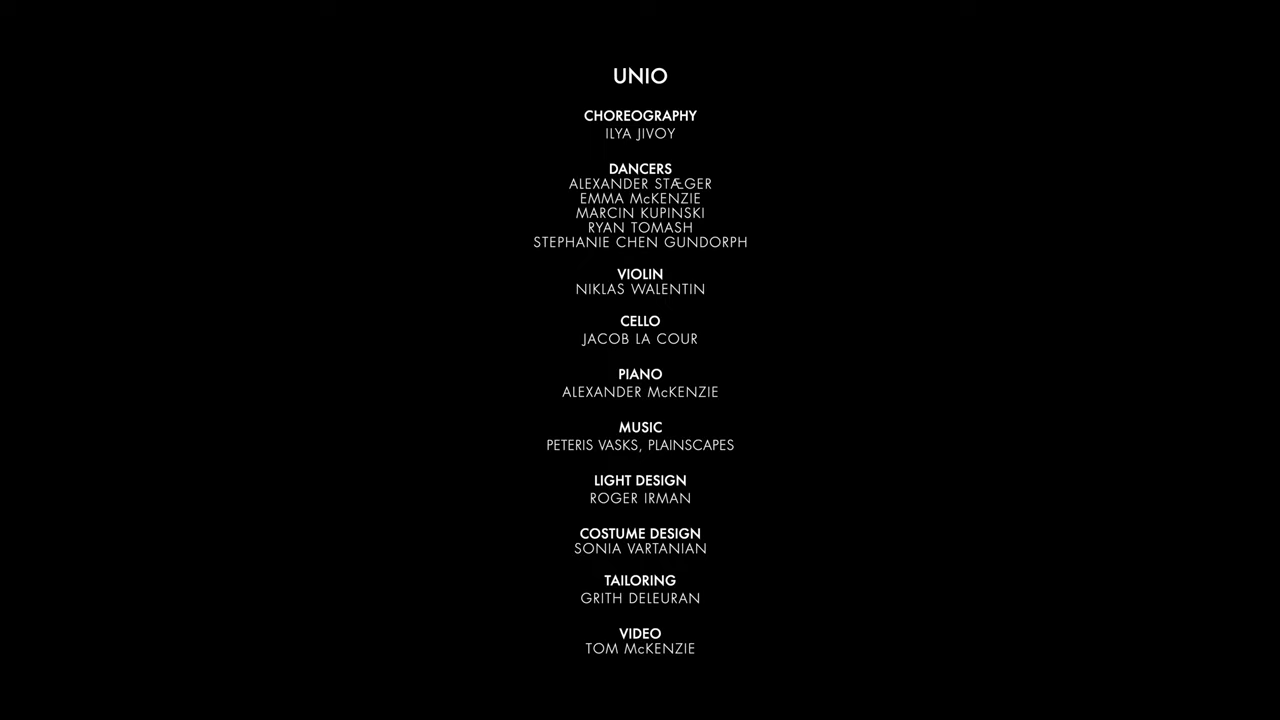 UNIO
CHOREOGRAPHY
ILYA JIVOY
DANCERS
ALEXANDER STÆGER
EMMA McKENZIE
MARCIN KUPINSKI
RYAN TOMASH
STEPHANIE CHEN GUNDORPH
VIOLIN
NIKLAS WALENTIN
CELLO
JACOB LA COUR
PIANO
ALEXANDER McKENZIE
MUSIC
PETERIS VASKS, PLAINSCAPES
LIGHT DESIGN
ROGER IRMAN
COSTUME DESIGN
SONIA VARTANIAN
TAILORING
GRITH DELEURAN
VIDEO
TOM McKENZIE